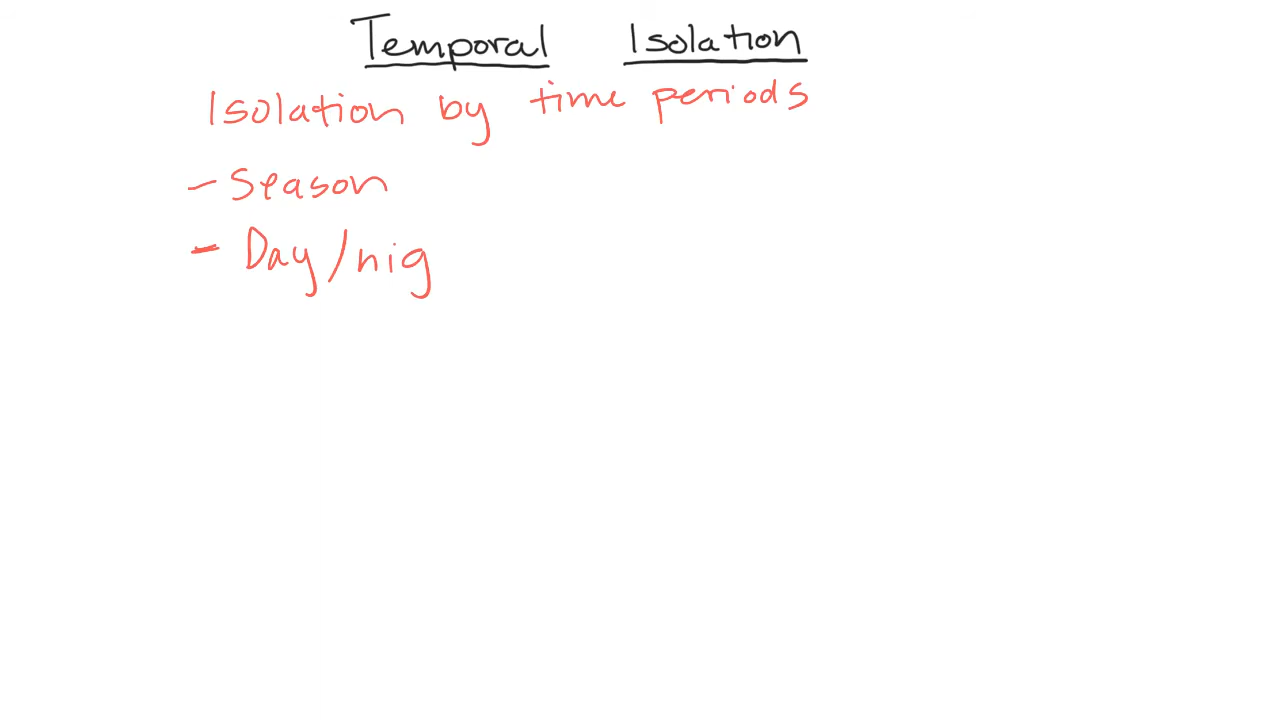 Temporal Isolation
Isolation by time periods
- Season
- Day/nig